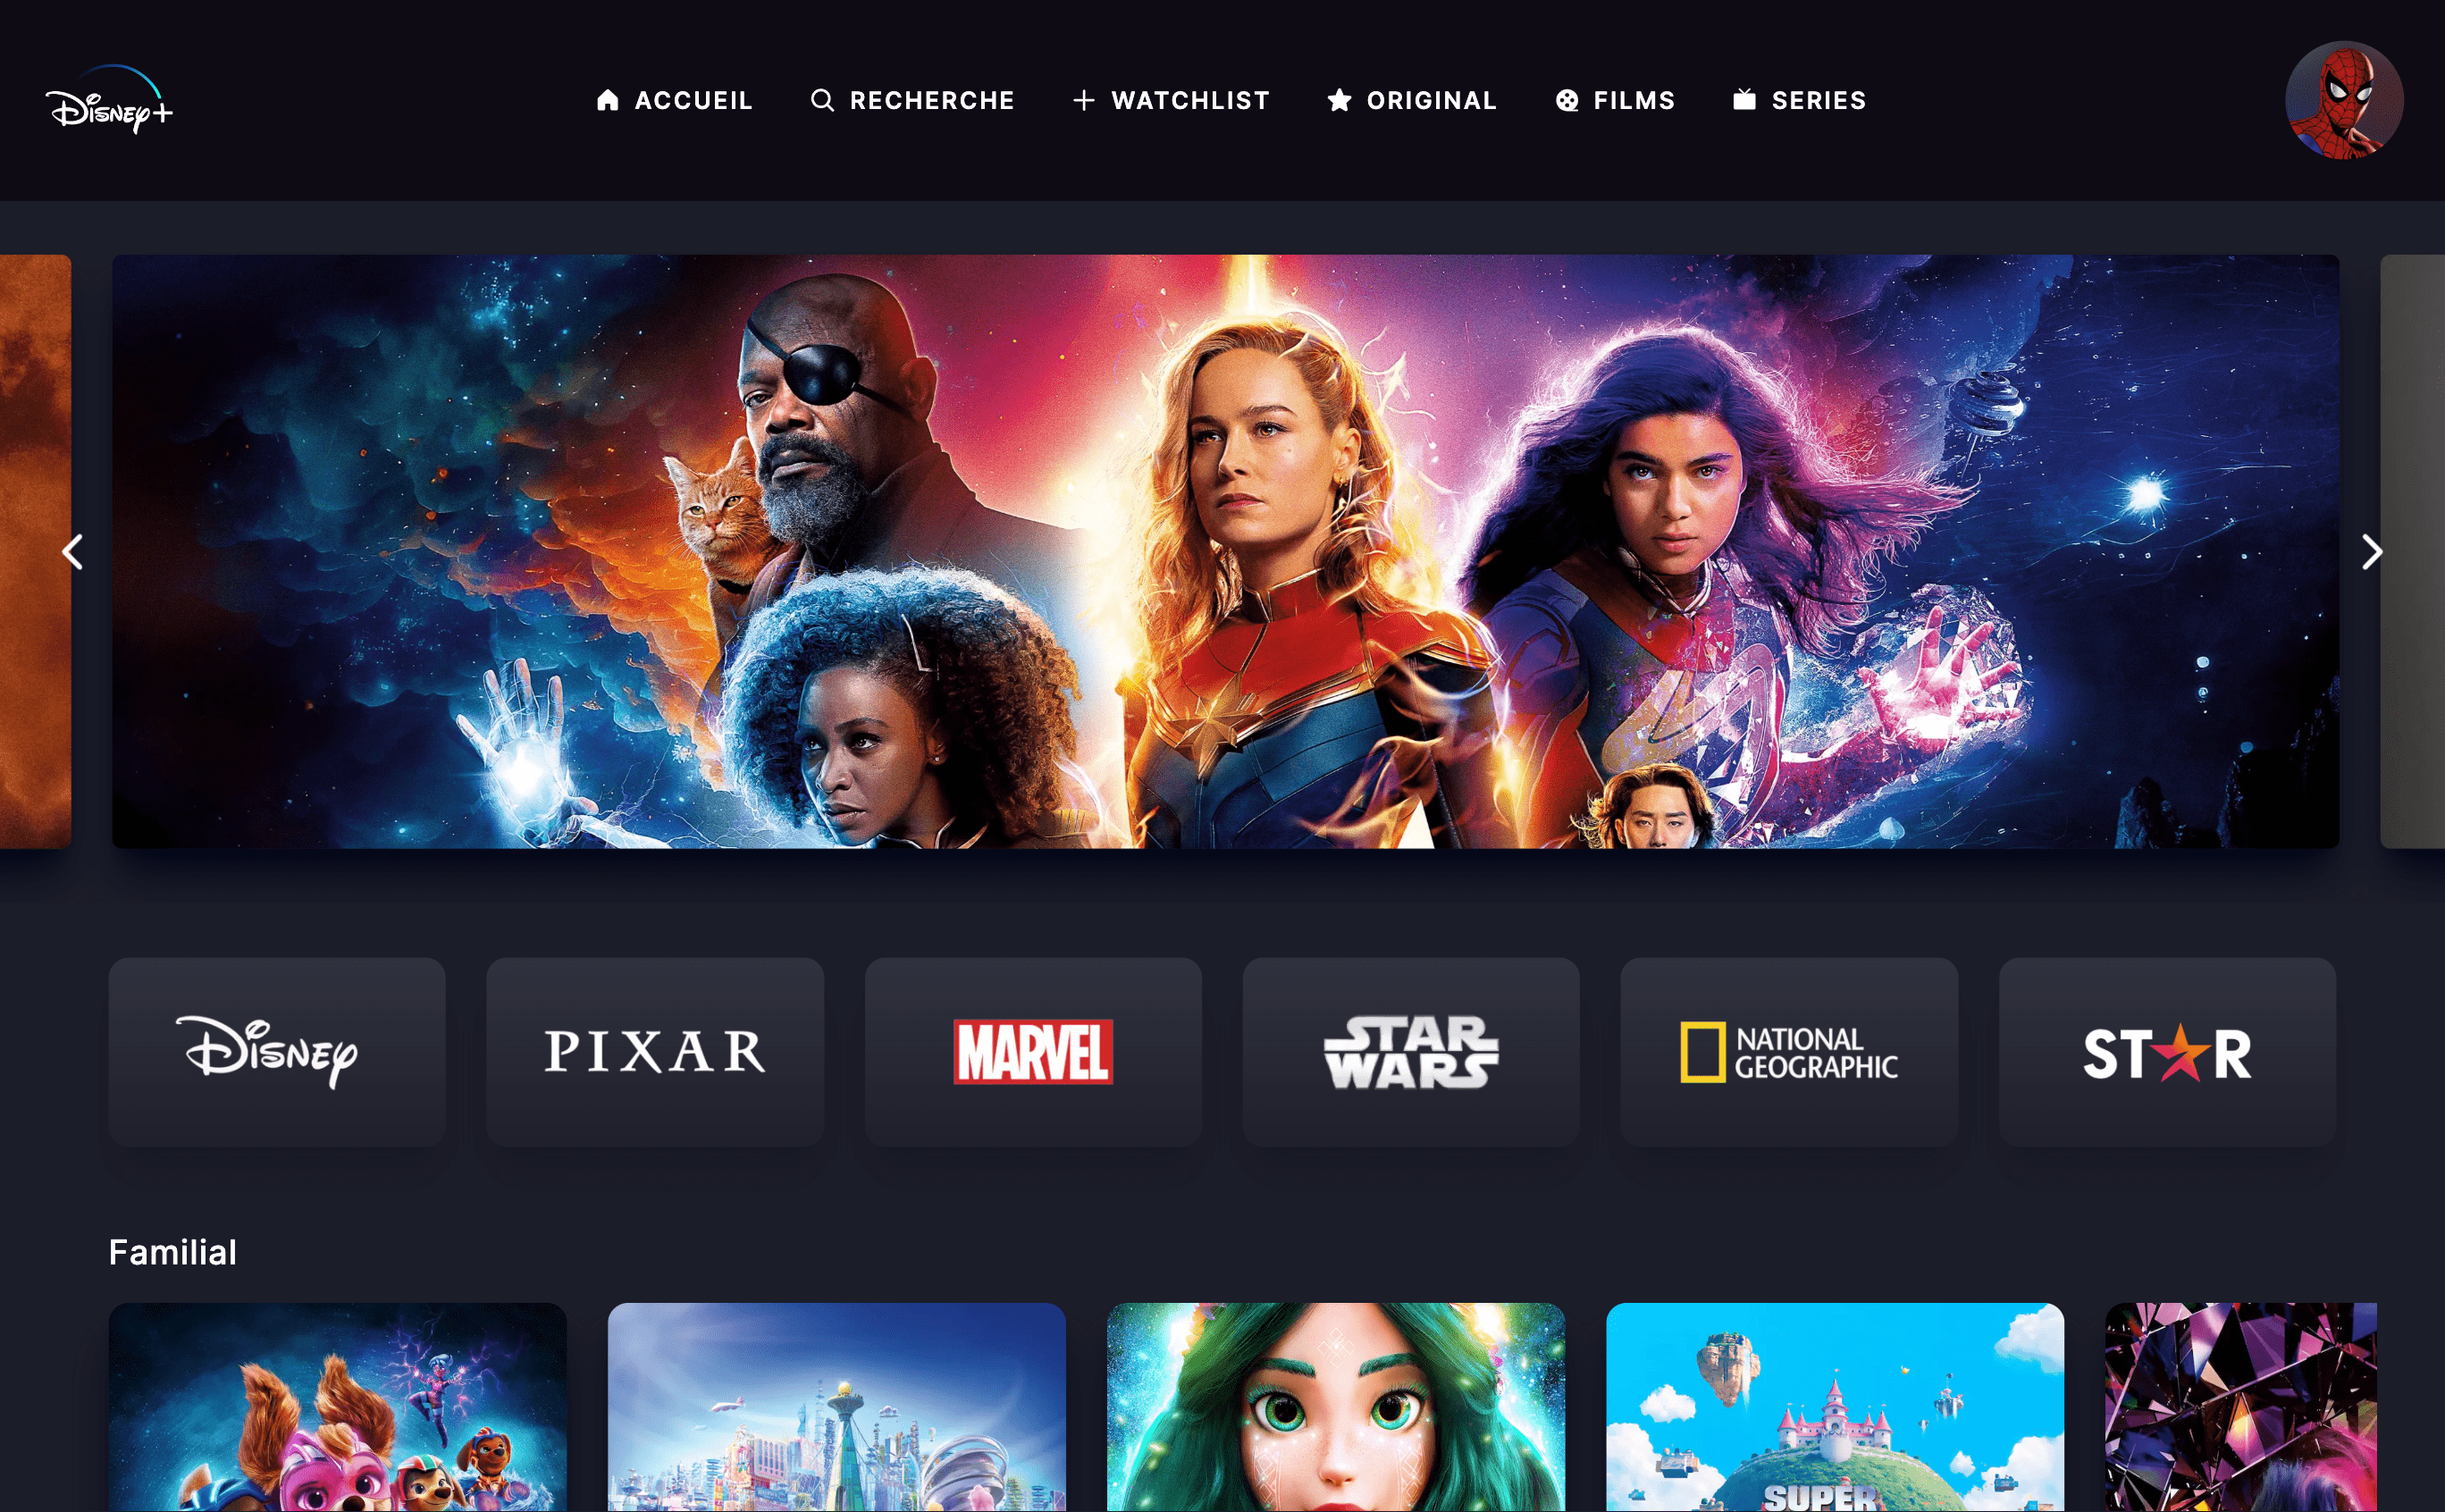 Disney+
ACCUEIL
RECHERCHE
WATCHLIST
ORIGINAL
FILMS
SERIES
Disney
PIXAR
MARVEL
STAR
WARS
NATIONAL
GEOGRAPHIC
STAR
Familial
SUPER